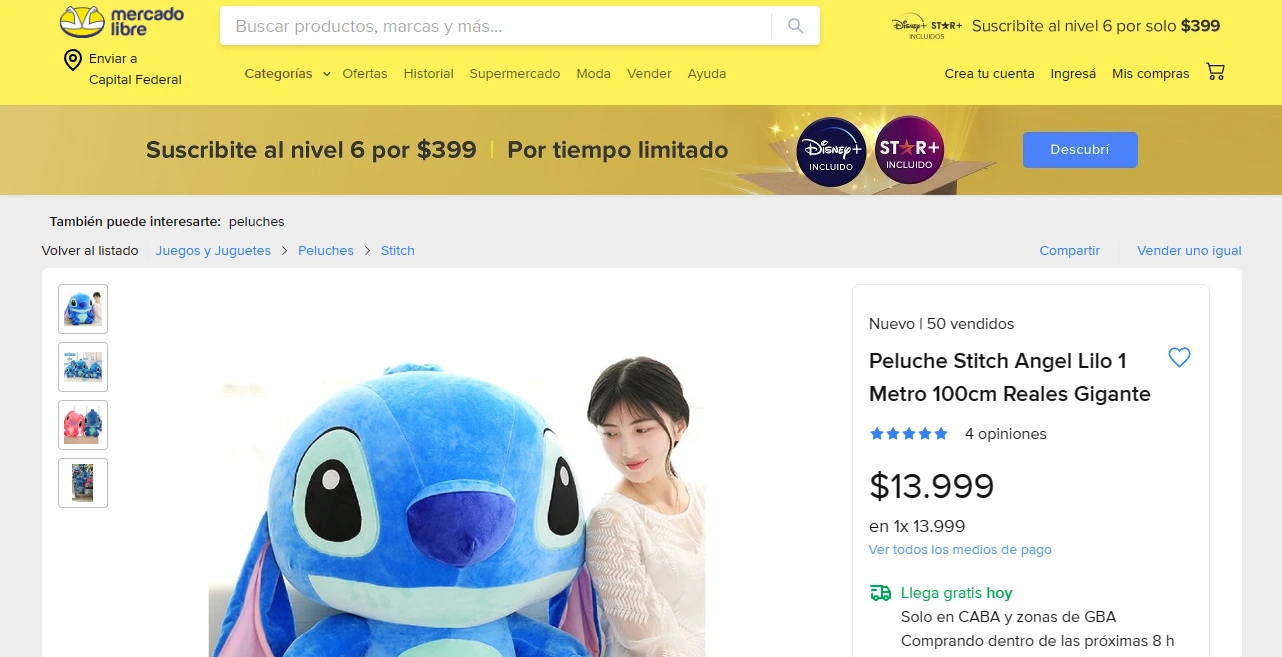 mercado
libre
Buscar productos, marcas y más...
Disney+ STAR+
INCLUIDOS
Suscribite al nivel 6 por solo $399
Enviar a
Capital Federal
Categorías
Ofertas
Historial
Supermercado
Moda
Vender
Ayuda
Crea tu cuenta
Ingresá
Mis compras
Suscribite al nivel 6 por $399 | Por tiempo limitado
Disney+
INCLUIDO
STAR+
INCLUIDO
Descubrí
También puede interesarte: peluches
Volver al listado
Juegos y Juguetes > Peluches > Stitch
Compartir
Vender uno igual
Nuevo | 50 vendidos
Peluche Stitch Angel Lilo 1
Metro 100cm Reales Gigante
4 opiniones
$13.999
en 1x 13.999
Ver todos los medios de pago
Llega gratis hoy
Solo en CABA y zonas de GBA
Comprando dentro de las próximas 8 h